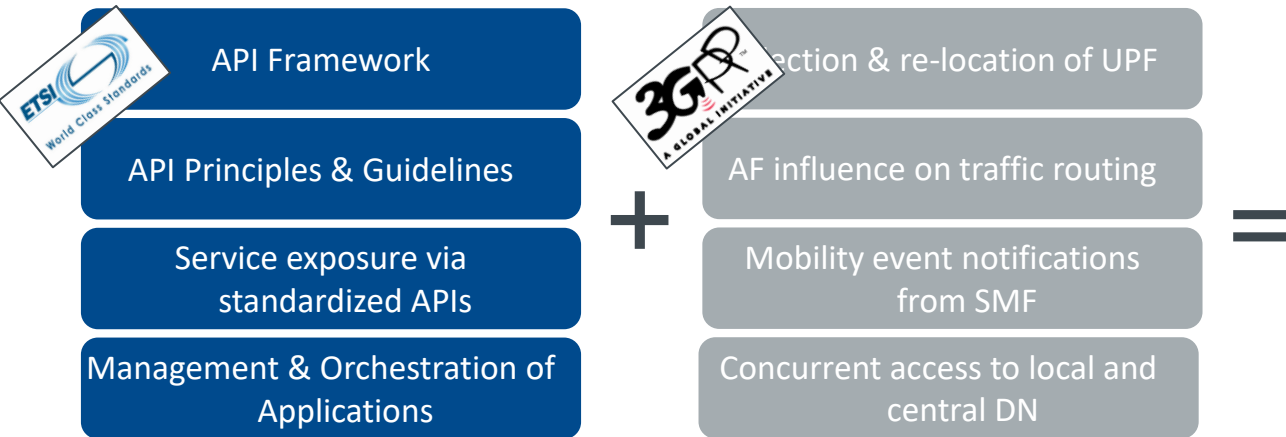 ETSI
World Class Standards
API Framework
API Principles & Guidelines
Service exposure via
standardized APIs
Management & Orchestration of
Applications
+
3GPP
TM
A GLOBAL INITIATIVE
ection & re-location of UPF
AF influence on traffic routing
Mobility event notifications
from SMF
Concurrent access to local and
central DN
=